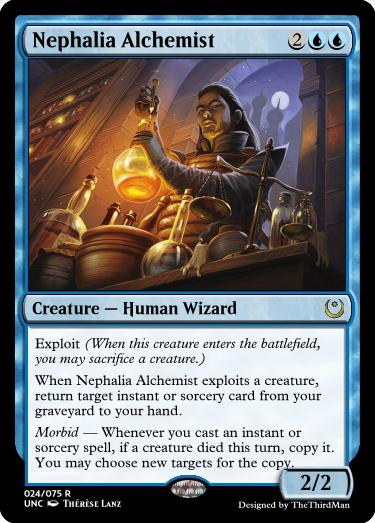 Nephalia Alchemist 2
Creature — Human Wizard
Exploit (When this creature enters the battlefield,
you may sacrifice a creature.)
When Nephalia Alchemist exploits a creature,
return target instant or sorcery card from your
graveyard to your hand.
Morbid — Whenever you cast an instant or
sorcery spell, if a creature died this turn, copy it.
You may choose new targets for the copy.
2/2
024/075 R
UNC Thérèse Lanz
Designed by TheThirdMan